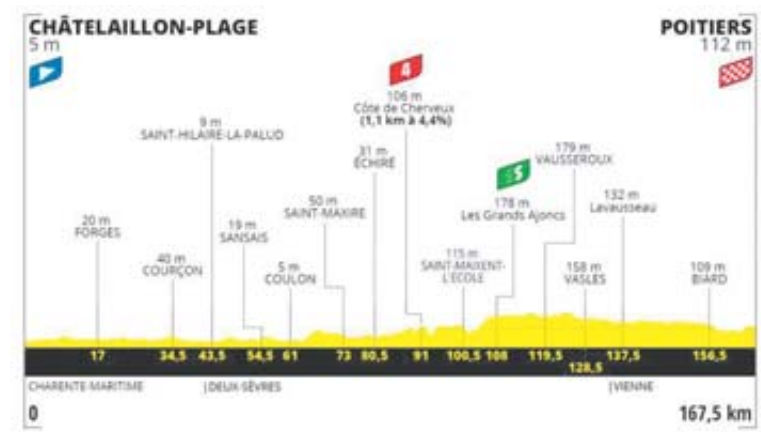 CHÂTELAILLON-PLAGE
5 m
POITIERS
112 m
4
106 m
Côte de Cherveux
(1,1 km à 4,4%)
9 m
SAINT-HILAIRE-LA-PALUD
31 m
ÉCHIRÉ
179 m
VAUSSEROUX
S
178 m
Les Grands Ajoncs
132 m
Lavausseau
50 m
SAINT-MAXIRE
20 m
FORGES
19 m
SANSAIS
40 m
COURÇON
5 m
COULON
115 m
SAINT-MAIXENT-
L'ÉCOLE
158 m
VASLES
109 m
BIARD
17 34,5 43,5 54,5 61 73 80,5 91 100,5 108 119,5 128,5 137,5 156,5
CHARENTE-MARITIME |DEUX-SÈVRES |VIENNE
0 167,5 km